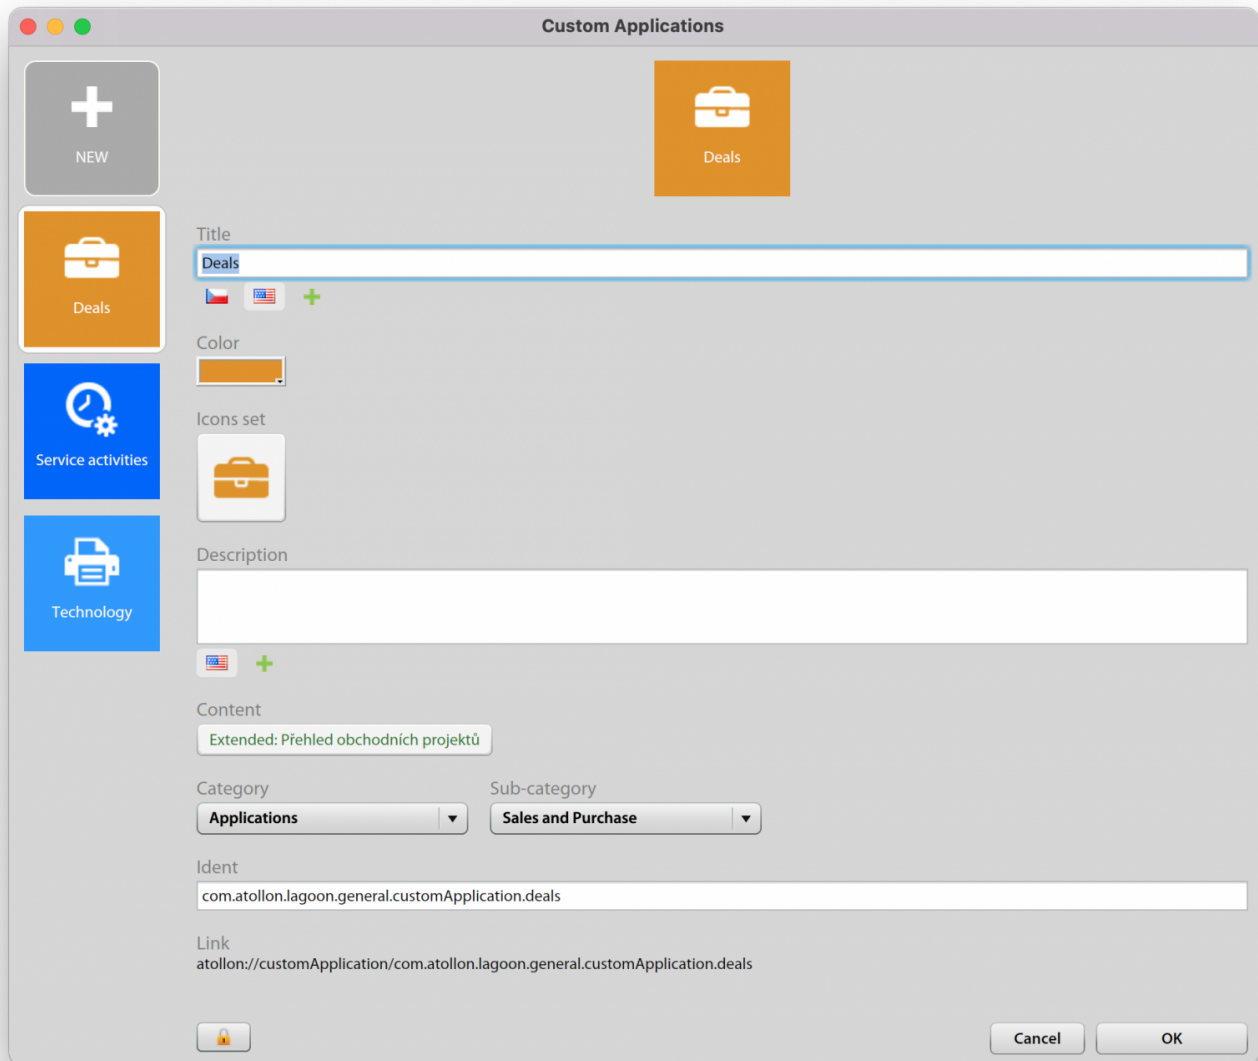 Custom Applications
NEW
Deals
Service activities
Technology
Deals
Title
Deals
Color
Icons set
Description
Content
Extended: Přehled obchodních projektů
Category
Sub-category
Applications
Sales and Purchase
Ident
com.atollon.lagoon.general.customApplication.deals
Link
atollon://customApplication/com.atollon.lagoon.general.customApplication.deals
Cancel
OK